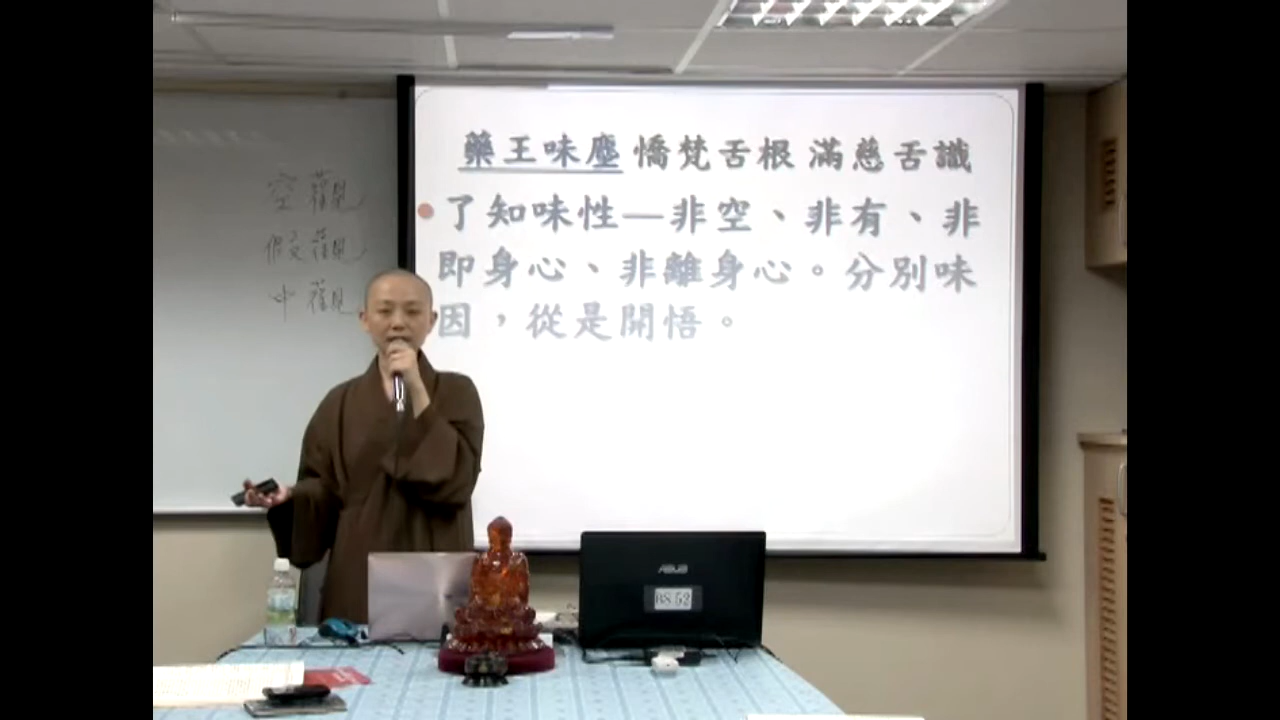 藥王味塵 憍梵舌根 滿慈舌識
了知味性—非空、非有、非
即身心、非離身心。分別味
因，從是開悟。
空觀
假觀
中觀
ASUS
BS 52